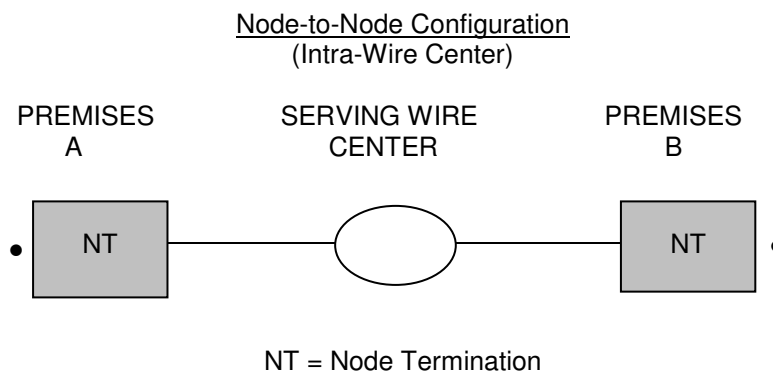 Node-to-Node Configuration
(Intra-Wire Center)
PREMISES
A
SERVING WIRE
CENTER
PREMISES
B
NT
NT
NT = Node Termination